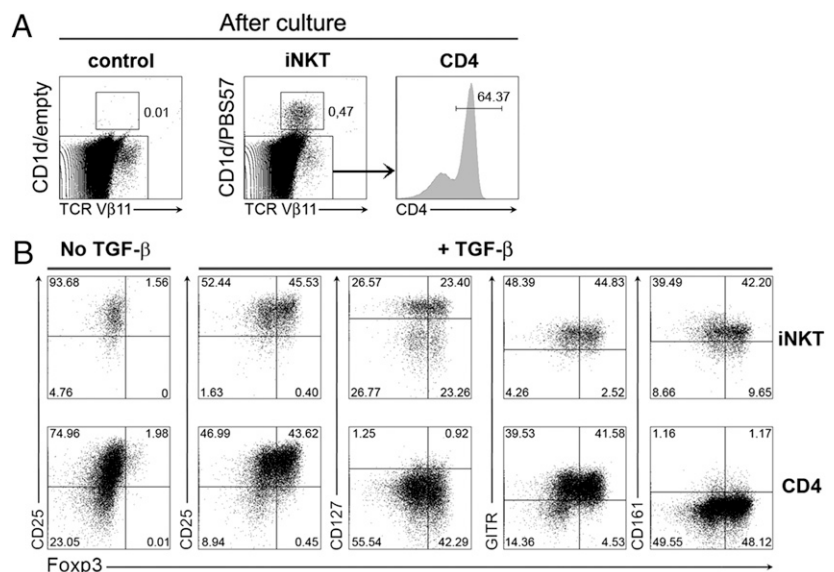 A
After culture
control
iNKT
CD4
CD1d/empty
0.01
TCR Vβ11
CD1d/PBS57
0,47
TCR Vβ11
64.37
CD4
B
No TGF-β
+ TGF-β
CD25
93.68 1.56
4.76 0
CD25
52.44 45.53
1.63 0.40
CD127
26.57 23.40
26.77 23.26
GITR
48.39 44.83
4.26 2.52
CD161
39.49 42.20
8.66 9.65
iNKT
74.96 1.98
23.05 0.01
46.99 43.62
8.94 0.45
1.25 0.92
55.54 42.29
39.53 41.58
14.36 4.53
1.16 1.17
49.55 48.12
CD4
Foxp3